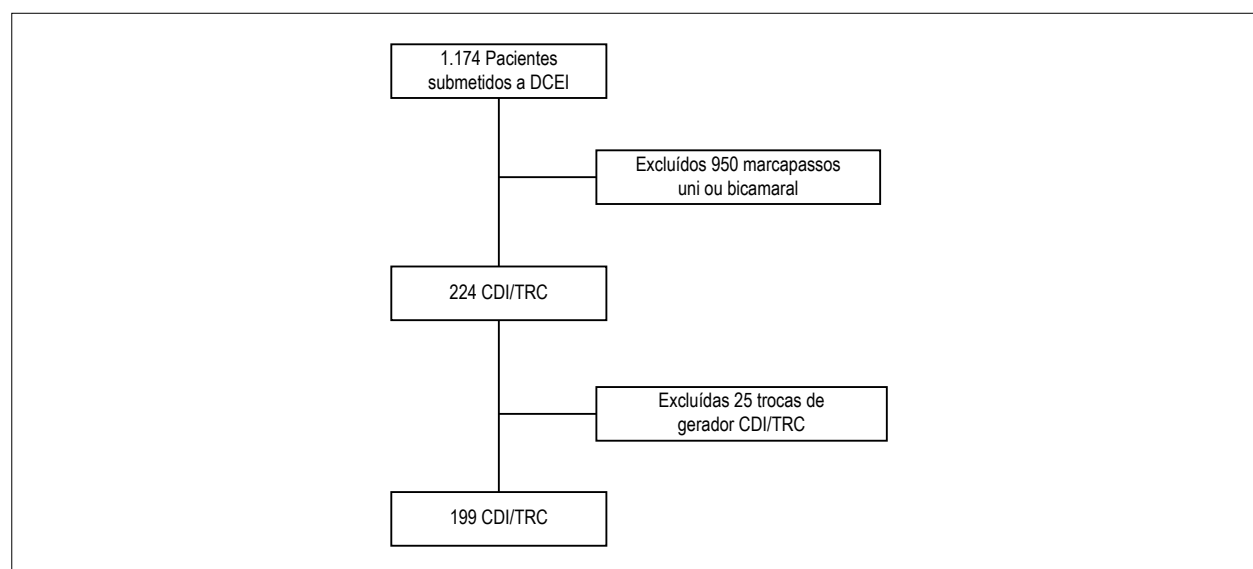 1.174 Pacientes
submetidos a DCEI
Excluídos 950 marcapassos
uni ou bicamaral
224 CDI/TRC
Excluídas 25 trocas de
gerador CDI/TRC
199 CDI/TRC